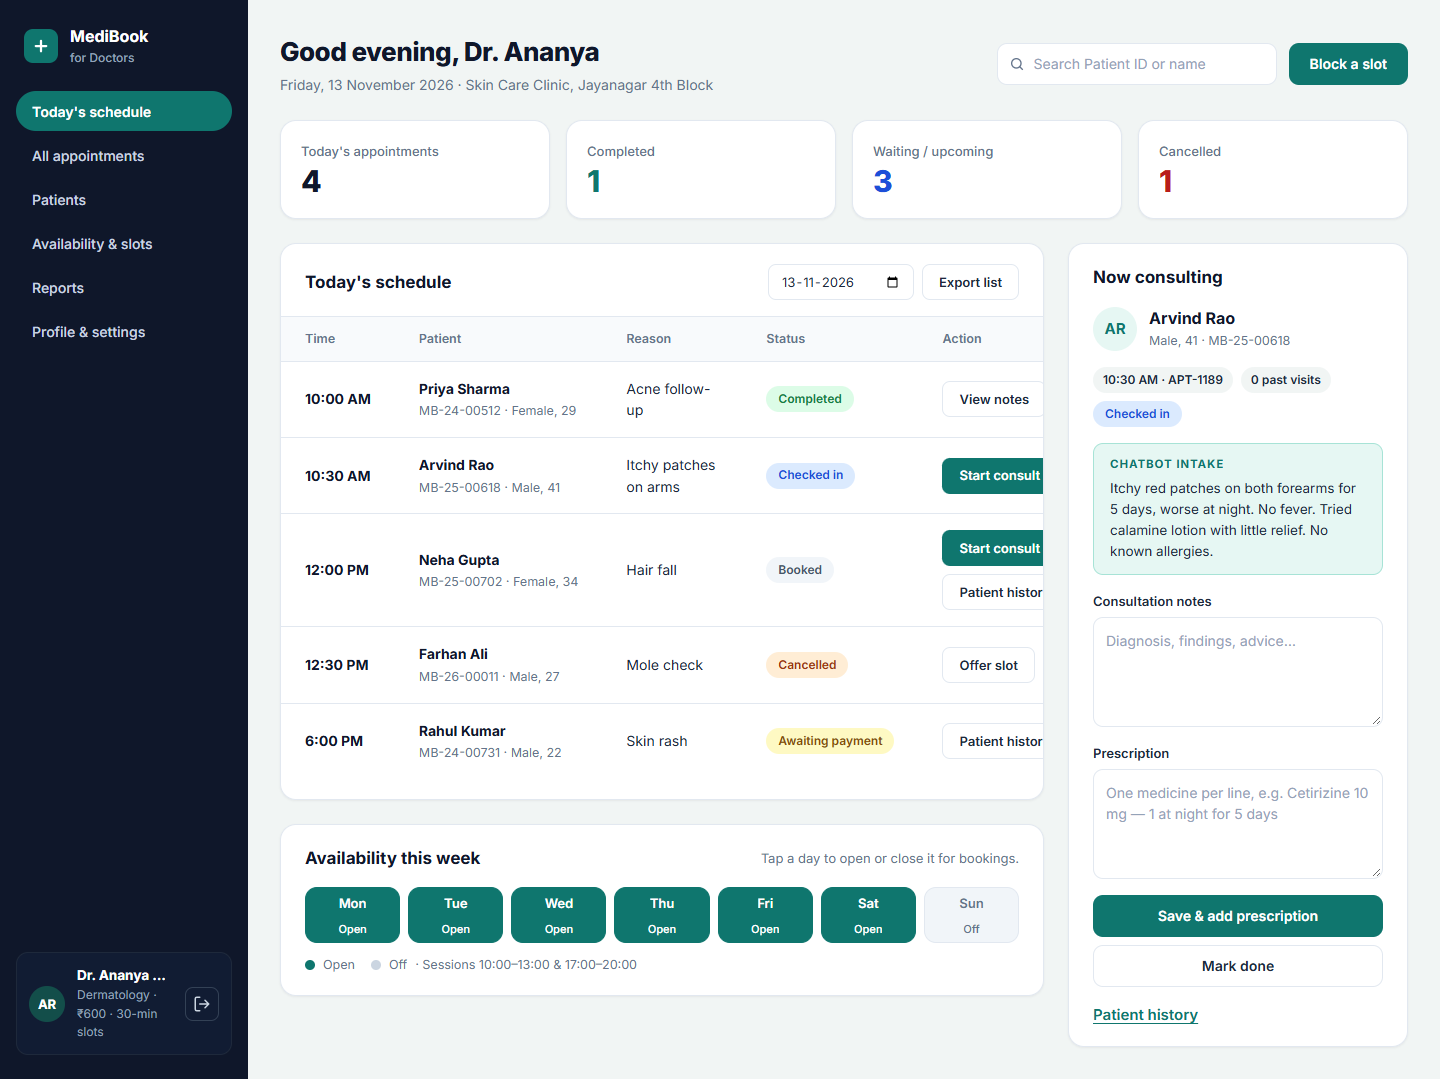 MediBook
for Doctors
Today's schedule
All appointments
Patients
Availability & slots
Reports
Profile & settings
AR
Dr. Ananya ...
Dermatology ·
₹600 · 30-min
slots
Good evening, Dr. Ananya
Friday, 13 November 2026 · Skin Care Clinic, Jayanagar 4th Block
Search Patient ID or name
Block a slot
Today's appointments
4
Completed
1
Waiting / upcoming
3
Cancelled
1
Today's schedule
13-11-2026
Export list
Time Patient Reason Status Action
10:00 AM
Priya Sharma
MB-24-00512 · Female, 29
Acne follow-
up
Completed
View notes
10:30 AM
Arvind Rao
MB-25-00618 · Male, 41
Itchy patches
on arms
Checked in
Start consult
12:00 PM
Neha Gupta
MB-25-00702 · Female, 34
Hair fall
Booked
Start consult
Patient histor
12:30 PM
Farhan Ali
MB-26-00011 · Male, 27
Mole check
Cancelled
Offer slot
6:00 PM
Rahul Kumar
MB-24-00731 · Male, 22
Skin rash
Awaiting payment
Patient histor
Availability this week
Tap a day to open or close it for bookings.
Mon Tue Wed Thu Fri Sat Sun
Open Open Open Open Open Open Off
Open Off · Sessions 10:00–13:00 & 17:00–20:00
Now consulting
AR
Arvind Rao
Male, 41 · MB-25-00618
10:30 AM · APT-1189
0 past visits
Checked in
CHATBOT INTAKE
Itchy red patches on both forearms for
5 days, worse at night. No fever. Tried
calamine lotion with little relief. No
known allergies.
Consultation notes
Diagnosis, findings, advice...
Prescription
One medicine per line, e.g. Cetirizine 10
mg — 1 at night for 5 days
Save & add prescription
Mark done
Patient history